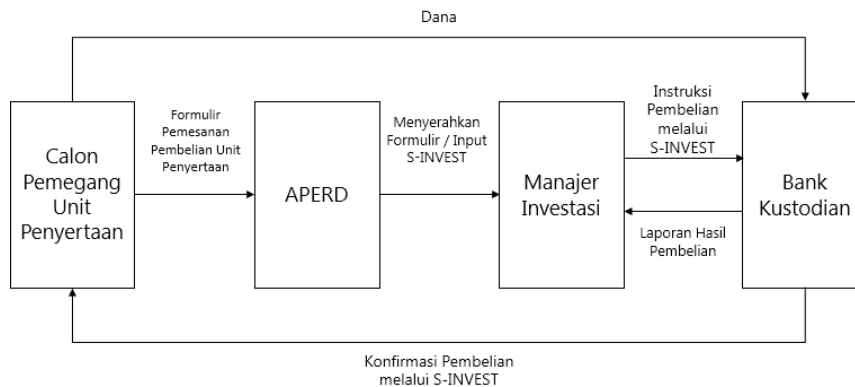 Dana
Formulir
Pemesanan
Pembelian Unit
Penyertaan
Menyerahkan
Formulir / Input
S-INVEST
Instruksi
Pembelian
melalui
S-INVEST
Calon
Pemegang
Unit
Penyertaan
APERD
Manajer
Investasi
Bank
Kustodian
Laporan Hasil
Pembelian
Konfirmasi Pembelian
melalui S-INVEST